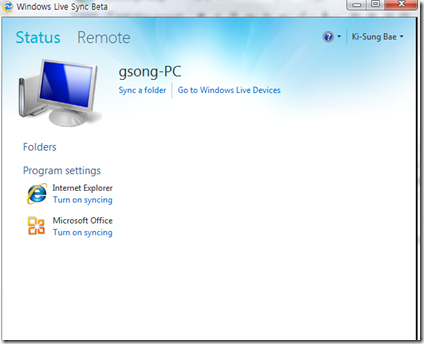 Windows Live Sync Beta
Status Remote
? Ki-Sung Bae
gsong-PC
Sync a folder Go to Windows Live Devices
Folders
Program settings
Internet Explorer
Turn on syncing
Microsoft Office
Turn on syncing